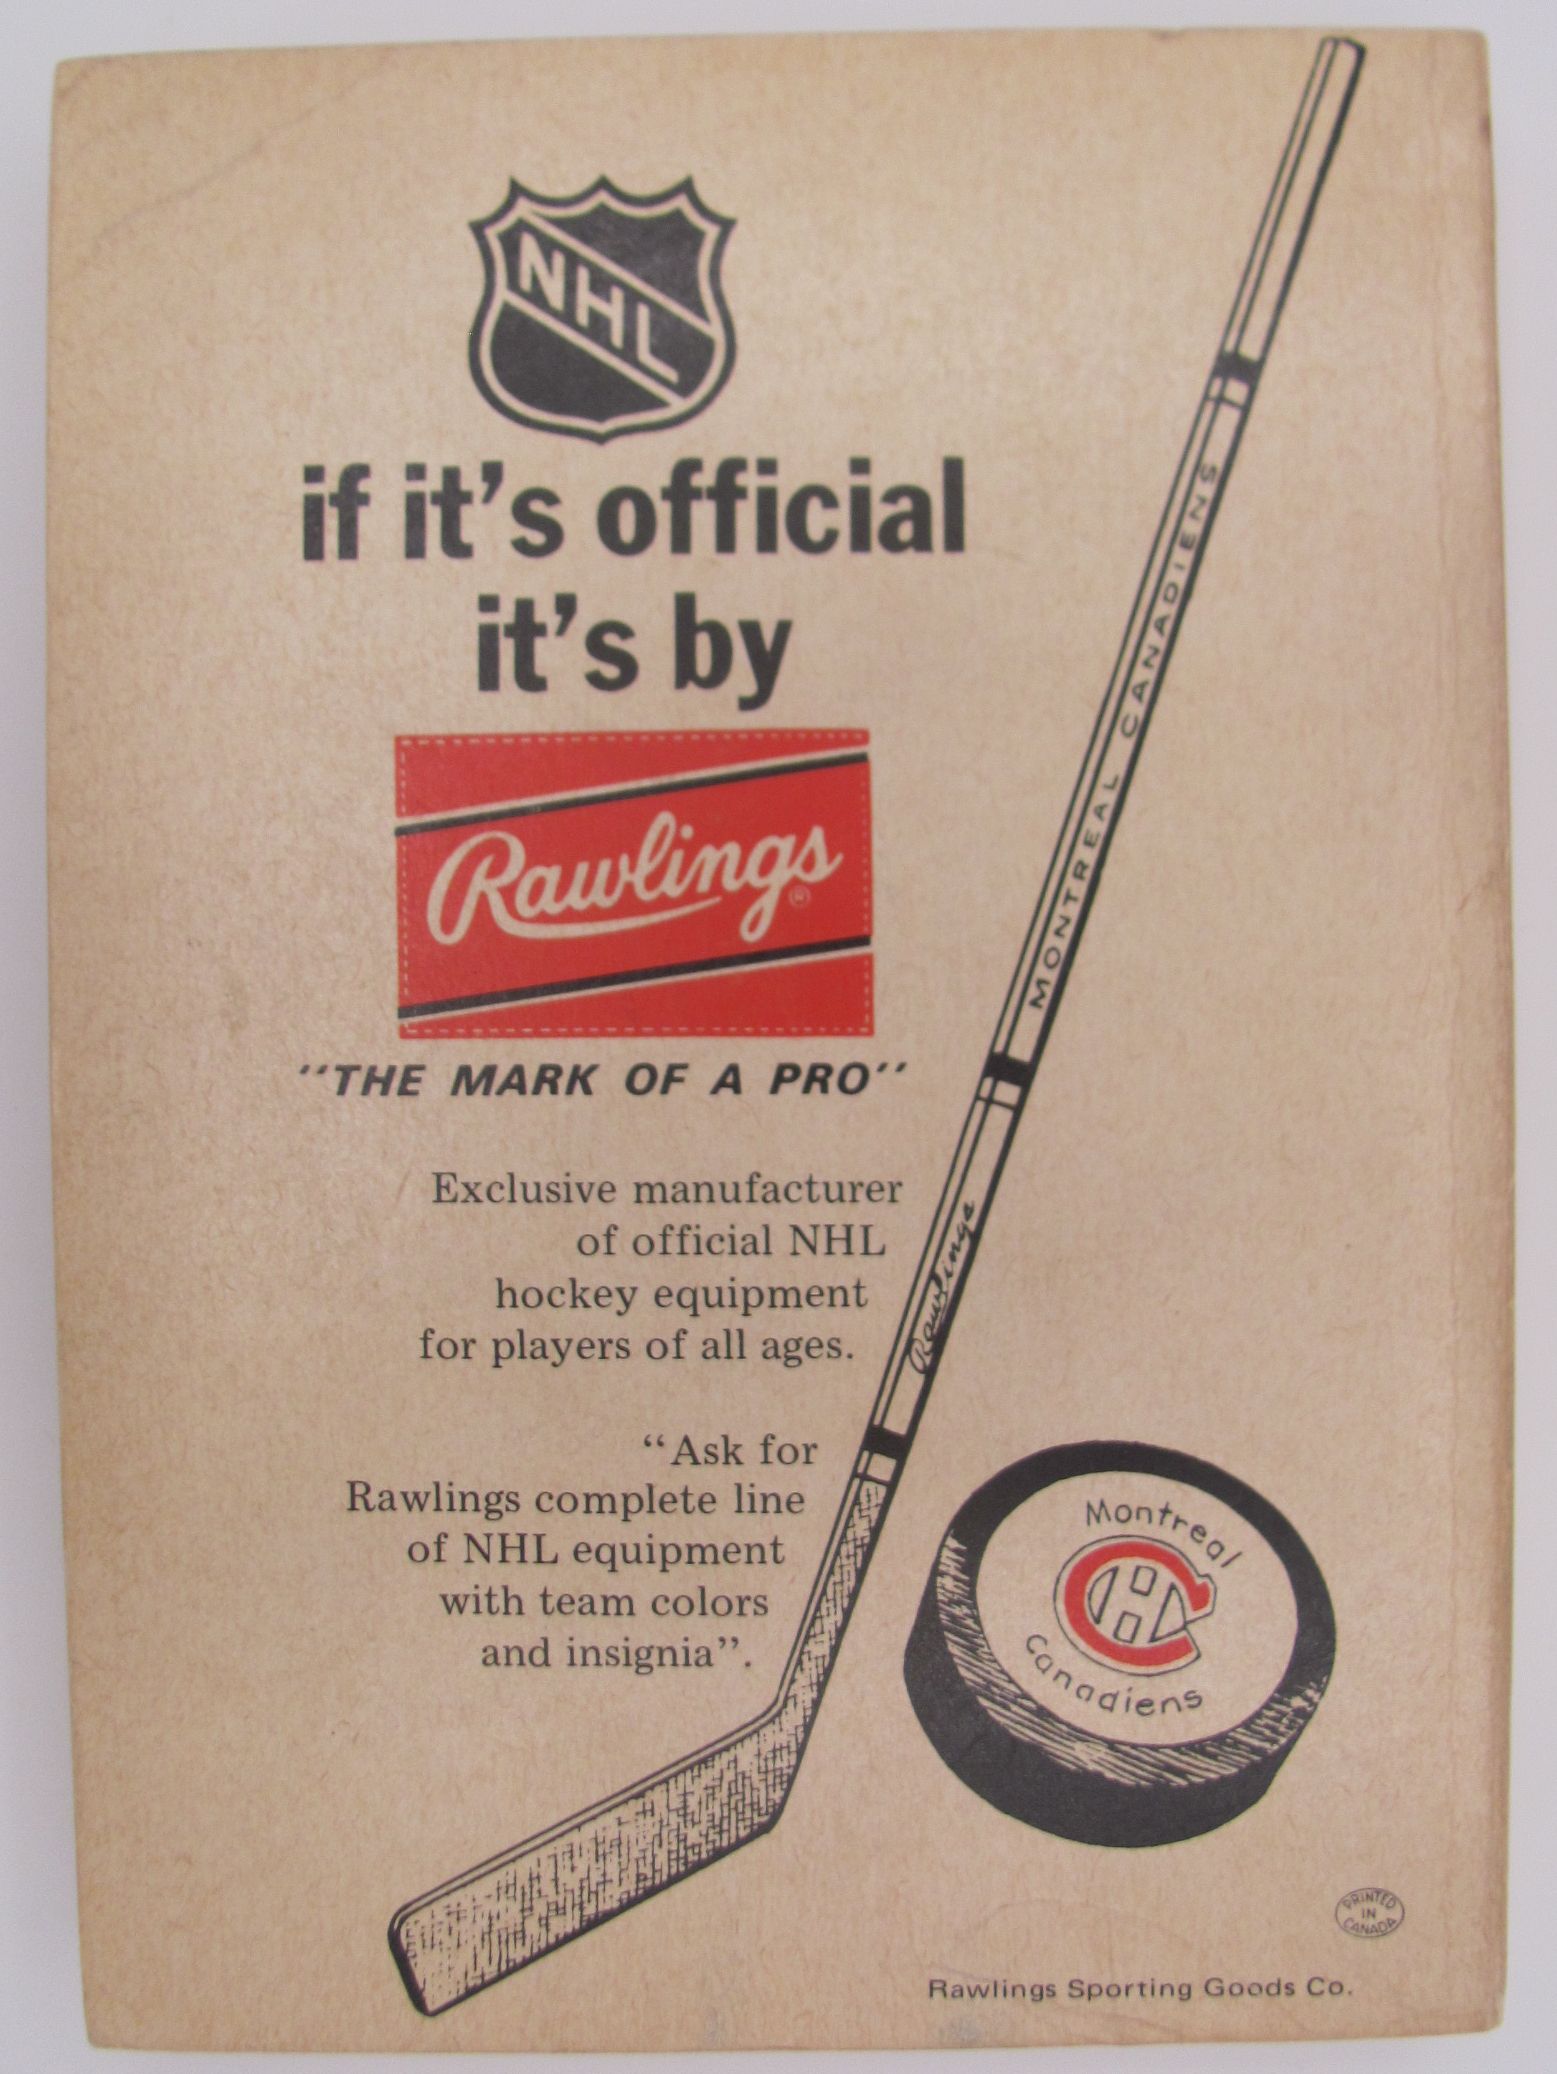 NHL
if it's official
it's by
Rawlings ®
"THE MARK OF A PRO"
Exclusive manufacturer
of official NHL
hockey equipment
for players of all ages.
“Ask for
Rawlings complete line
of NHL equipment
with team colors
and insignia”.
MONTREAL CANADIENS
Rawlings
Montreal
CH
Canadiens
PRINTED
IN
CANADA
Rawlings Sporting Goods Co.